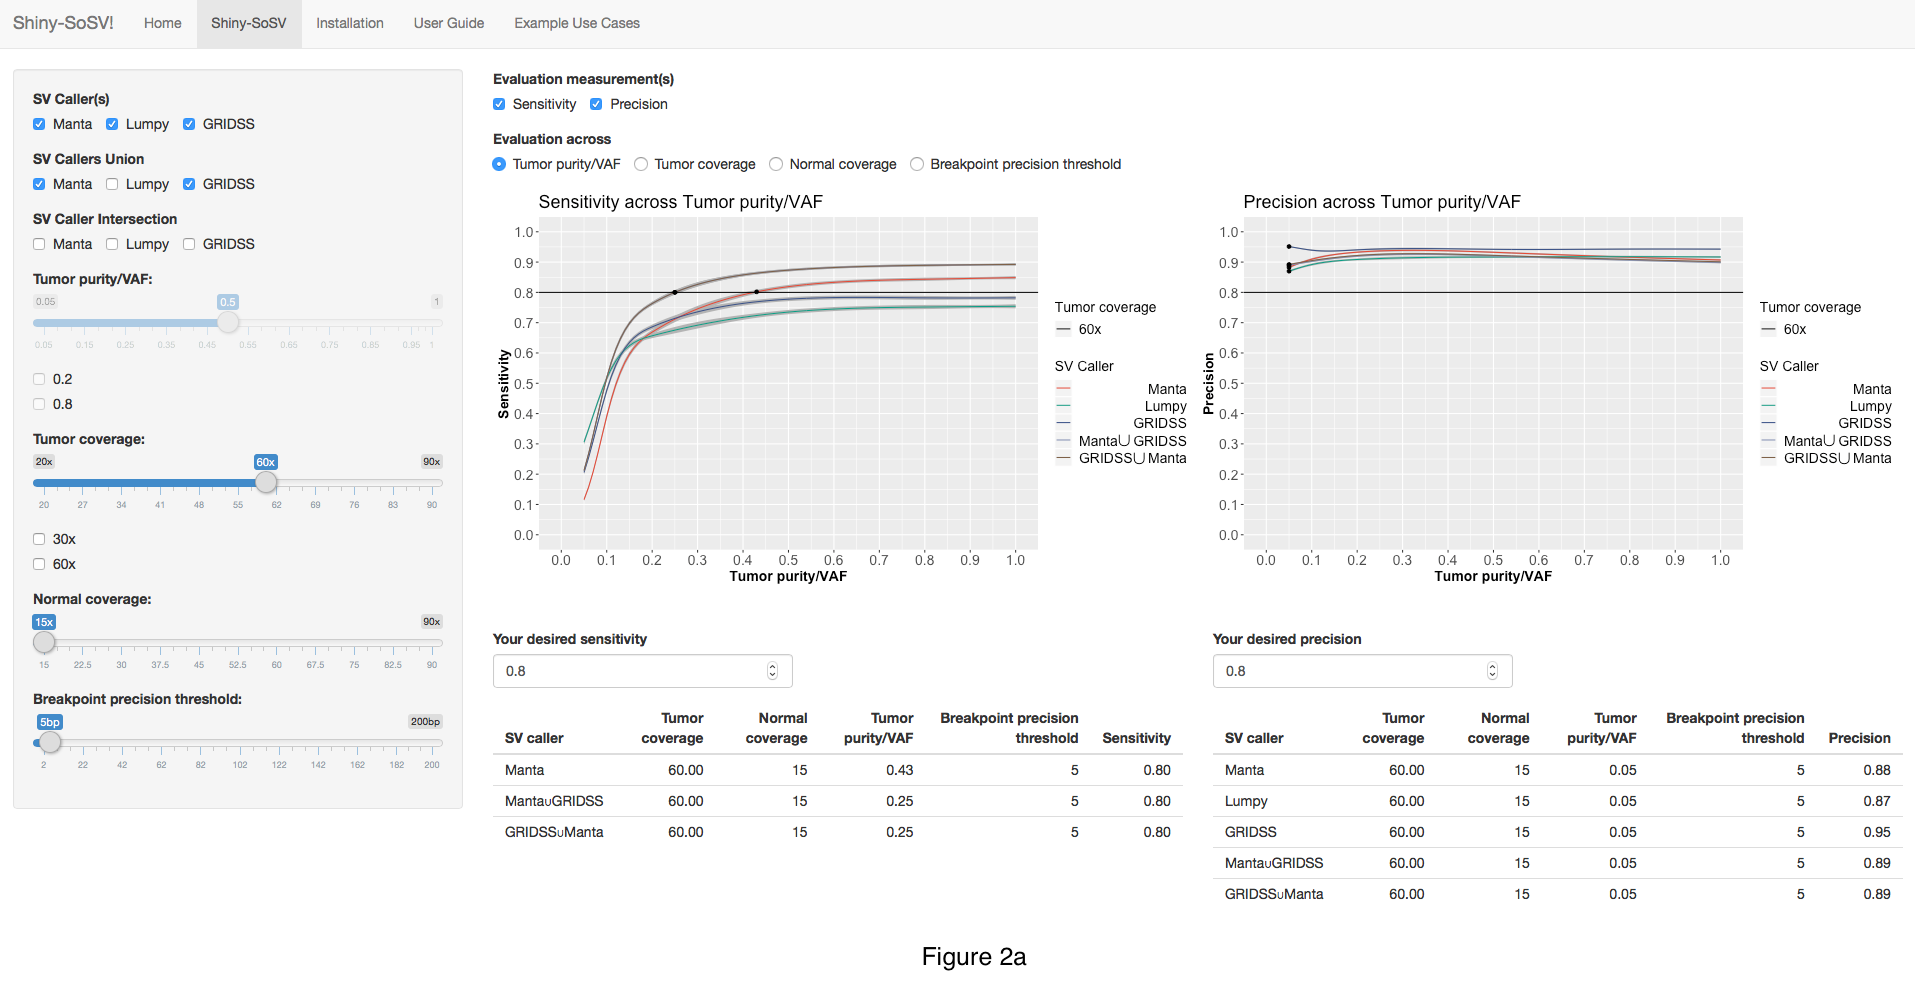 Shiny-SoSV! Home Shiny-SoSV Installation User Guide Example Use Cases
SV Caller(s)
Manta Lumpy GRIDSS
SV Callers Union
Manta Lumpy GRIDSS
SV Caller Intersection
Manta Lumpy GRIDSS
Tumor purity/VAF:
0.05 0.5 1
0.05 0.15 0.25 0.35 0.45 0.55 0.65 0.75 0.85 0.95 1
0.2
0.8
Tumor coverage:
20x 60x 90x
20 27 34 41 48 55 62 69 76 83 90
30x
60x
Normal coverage:
15x 90x
15 22.5 30 37.5 45 52.5 60 67.5 75 82.5 90
Breakpoint precision threshold:
5bp 200bp
2 22 42 62 82 102 122 142 162 182 200
Evaluation measurement(s)
Sensitivity Precision
Evaluation across
Tumor purity/VAF Tumor coverage Normal coverage Breakpoint precision threshold
Sensitivity across Tumor purity/VAF
1.0
0.9
0.8
0.7
0.6
0.5
0.4
0.3
0.2
0.1
0.0
Sensitivity
0.0 0.1 0.2 0.3 0.4 0.5 0.6 0.7 0.8 0.9 1.0
Tumor purity/VAF
Tumor coverage
60x
SV Caller
Manta
Lumpy
GRIDSS
Manta∪ GRIDSS
GRIDSS∪ Manta
Precision across Tumor purity/VAF
1.0
0.9
0.8
0.7
0.6
0.5
0.4
0.3
0.2
0.1
0.0
Precision
0.0 0.1 0.2 0.3 0.4 0.5 0.6 0.7 0.8 0.9 1.0
Tumor purity/VAF
Tumor coverage
60x
SV Caller
Manta
Lumpy
GRIDSS
Manta∪ GRIDSS
GRIDSS∪ Manta
Your desired sensitivity
0.8
Tumor Normal Tumor Breakpoint precision
SV caller coverage coverage purity/VAF threshold Sensitivity
Manta 60.00 15 0.43 5 0.80
Manta∪GRIDSS 60.00 15 0.25 5 0.80
GRIDSS∪Manta 60.00 15 0.25 5 0.80
Your desired precision
0.8
Tumor Normal Tumor Breakpoint precision
SV caller coverage coverage purity/VAF threshold Precision
Manta 60.00 15 0.05 5 0.88
Lumpy 60.00 15 0.05 5 0.87
GRIDSS 60.00 15 0.05 5 0.95
Manta∪GRIDSS 60.00 15 0.05 5 0.89
GRIDSS∪Manta 60.00 15 0.05 5 0.89
Figure 2a